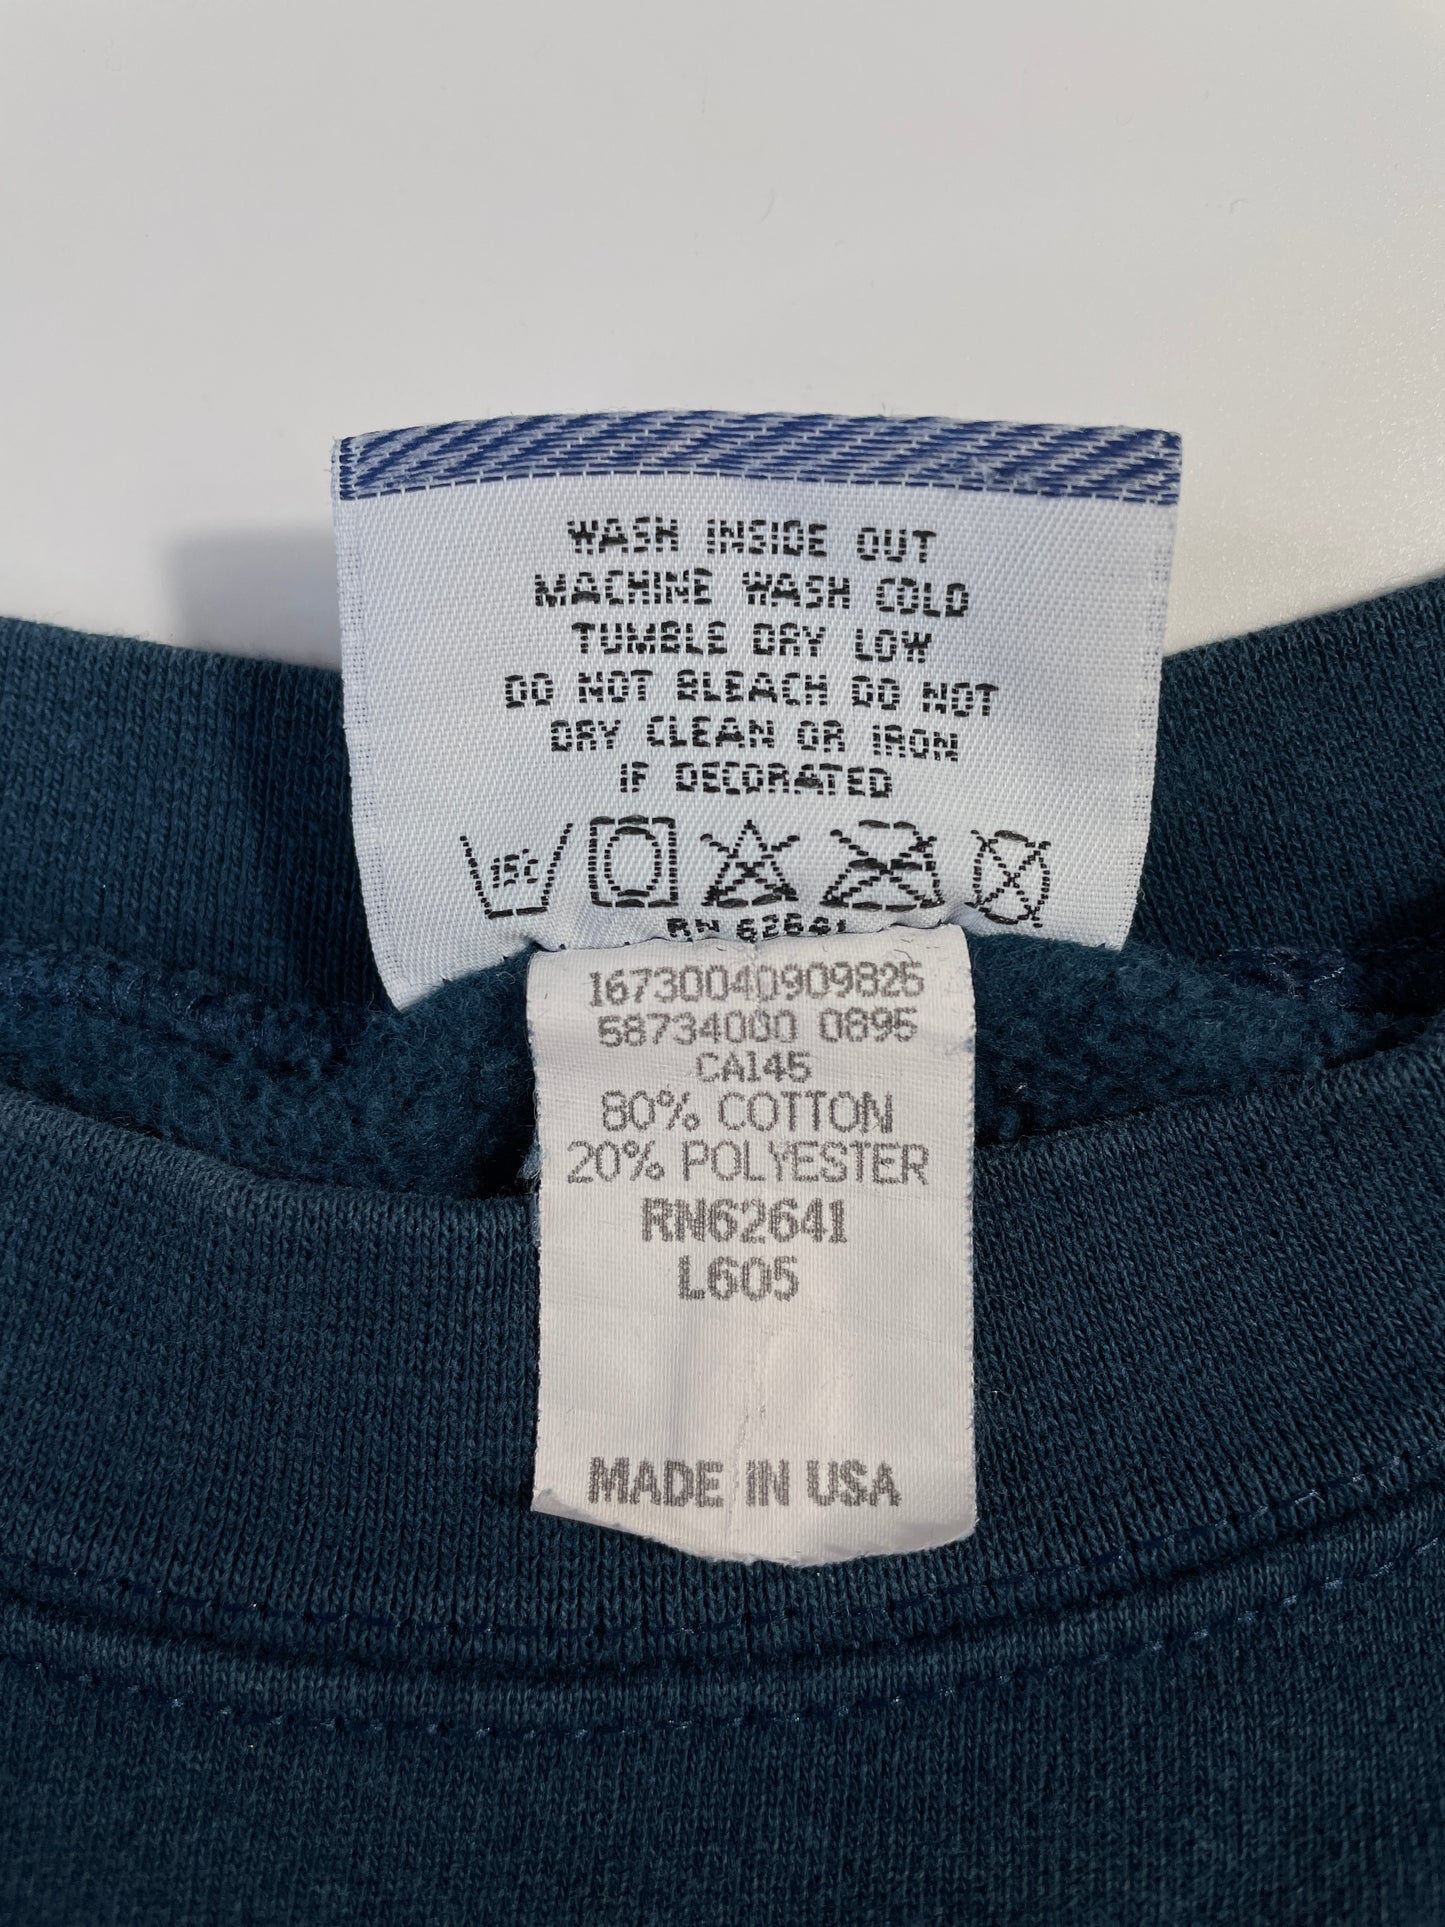 WASH INSIDE OUT
MACHINE WASH COLD
TUMBLE DRY LOW
DO NOT BLEACH DO NOT
DRY CLEAN OR IRON
IF DECORATED
15°C
RN 62641
16730040909825
58734000 0895
CA145
80% COTTON
20% POLYESTER
RN62641
L605
MADE IN USA